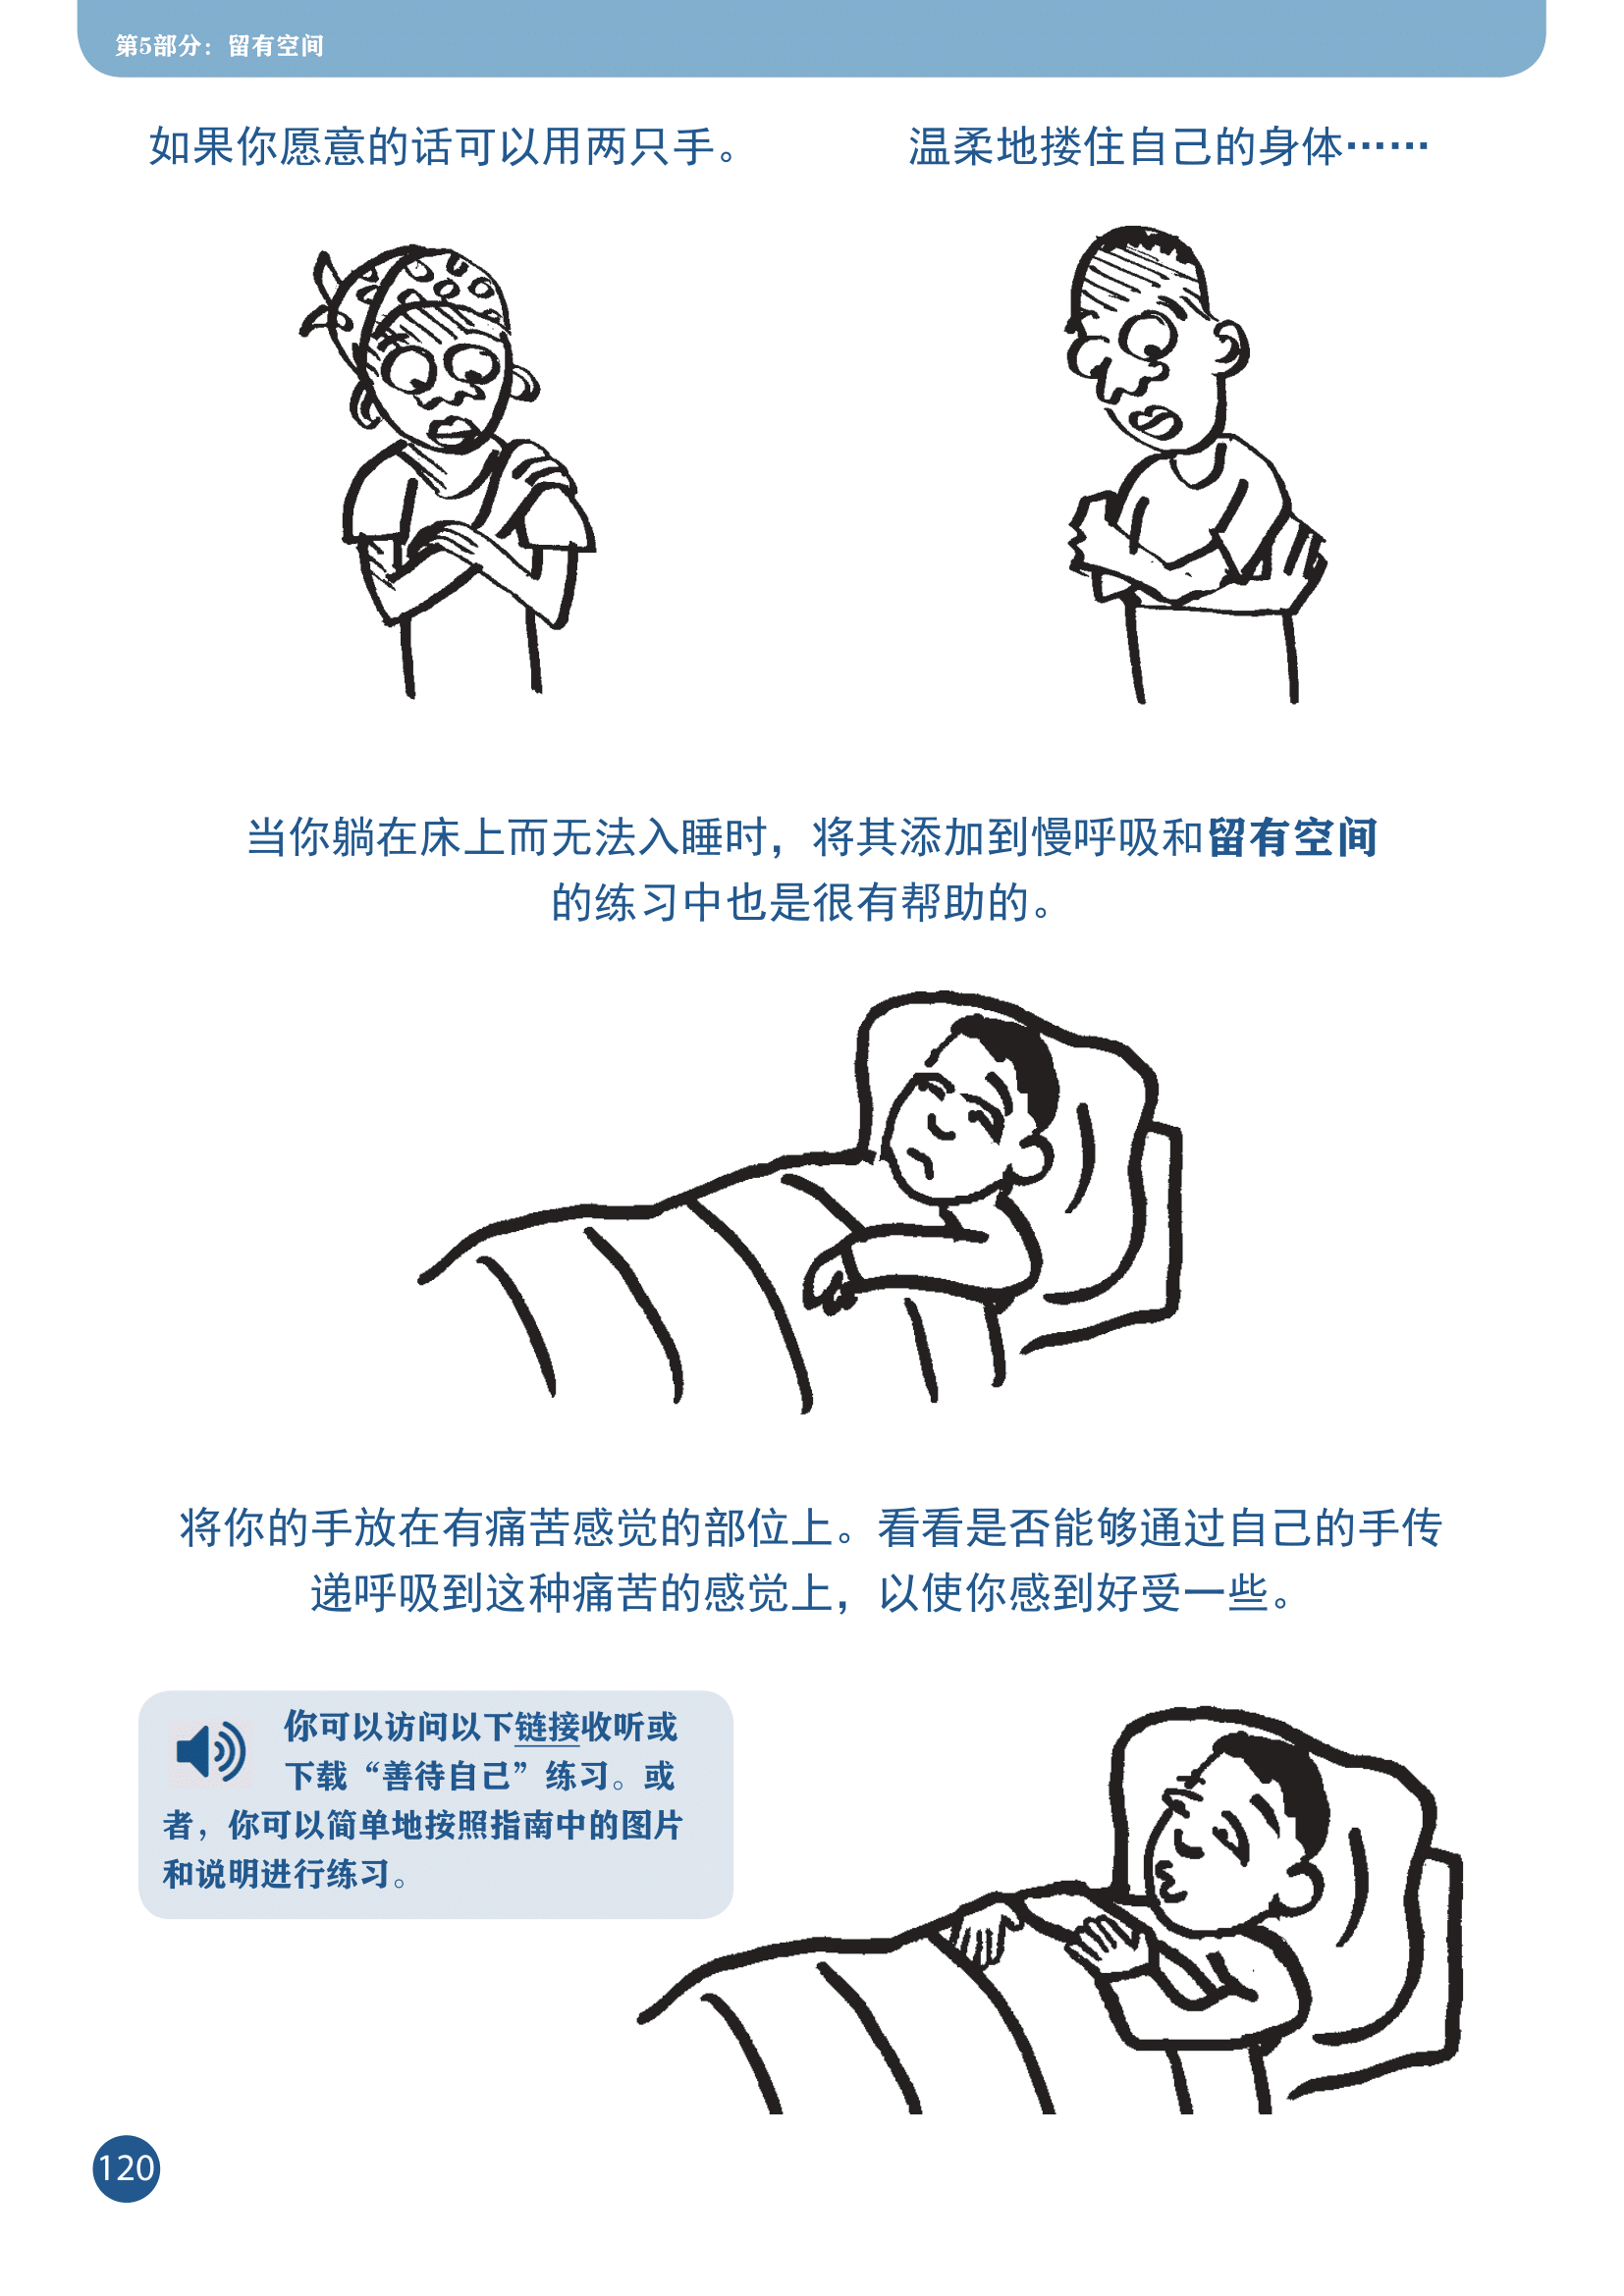 第5部分：留有空间
如果你愿意的话可以用两只手。
温柔地搂住自己的身体……
当你躺在床上而无法入睡时，将其添加到慢呼吸和留有空间
的练习中也是很有帮助的。
将你的手放在有痛苦感觉的部位上。看看是否能够通过自己的手传
递呼吸到这种痛苦的感觉上，以使你感到好受一些。
你可以访问以下链接收听或
下载“善待自己”练习。或
者，你可以简单地按照指南中的图片
和说明进行练习。
120